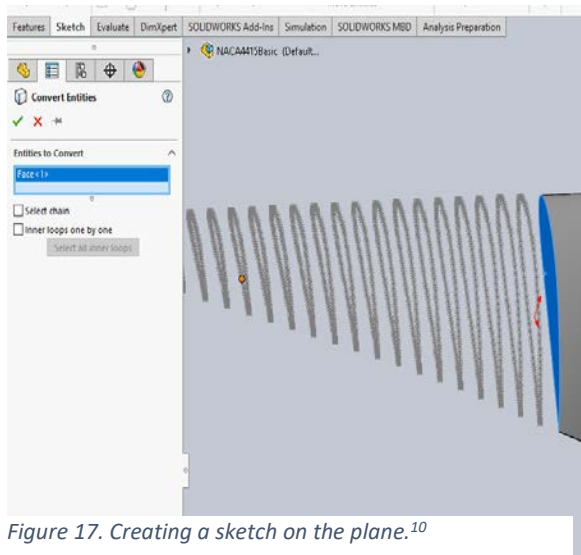 Features Sketch Evaluate DimXpert SOLIDWORKS Add-Ins Simulation SOLIDWORKS MBD Analysis Preparation
NACA4415Basic (Default...
Convert Entities
Entities to Convert
Face<1>
Select chain
Inner loops one by one
Select all inner loops
Figure 17. Creating a sketch on the plane.10